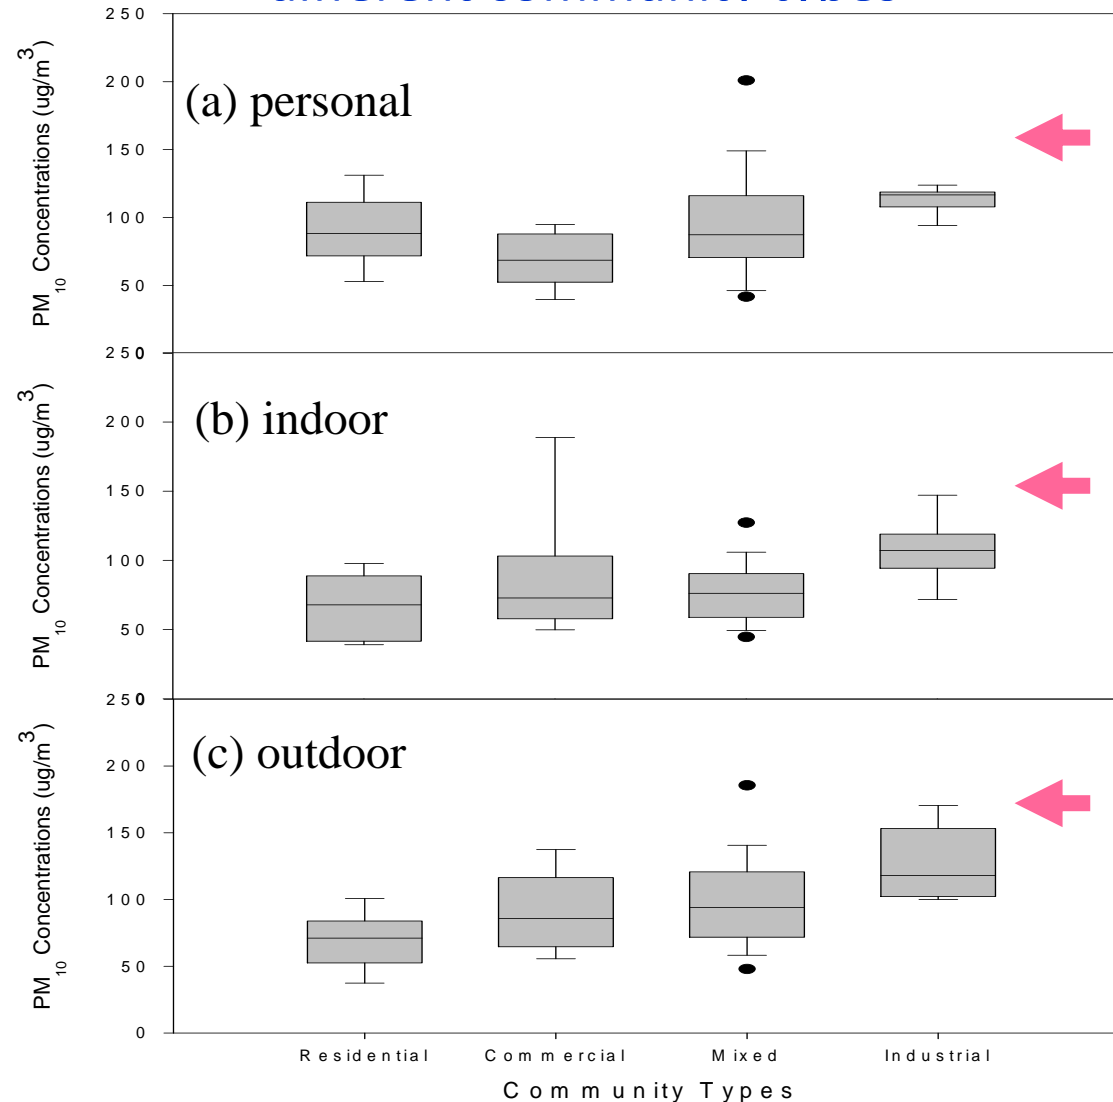 250
200
150
100
50
PM10 Concentrations (ug/m3)
(a) personal
250
200
150
100
50
PM10 Concentrations (ug/m3)
(b) indoor
250
200
150
100
50
0
PM10 Concentrations (ug/m3)
(c) outdoor
Residential Commercial Mixed Industrial
Community Types